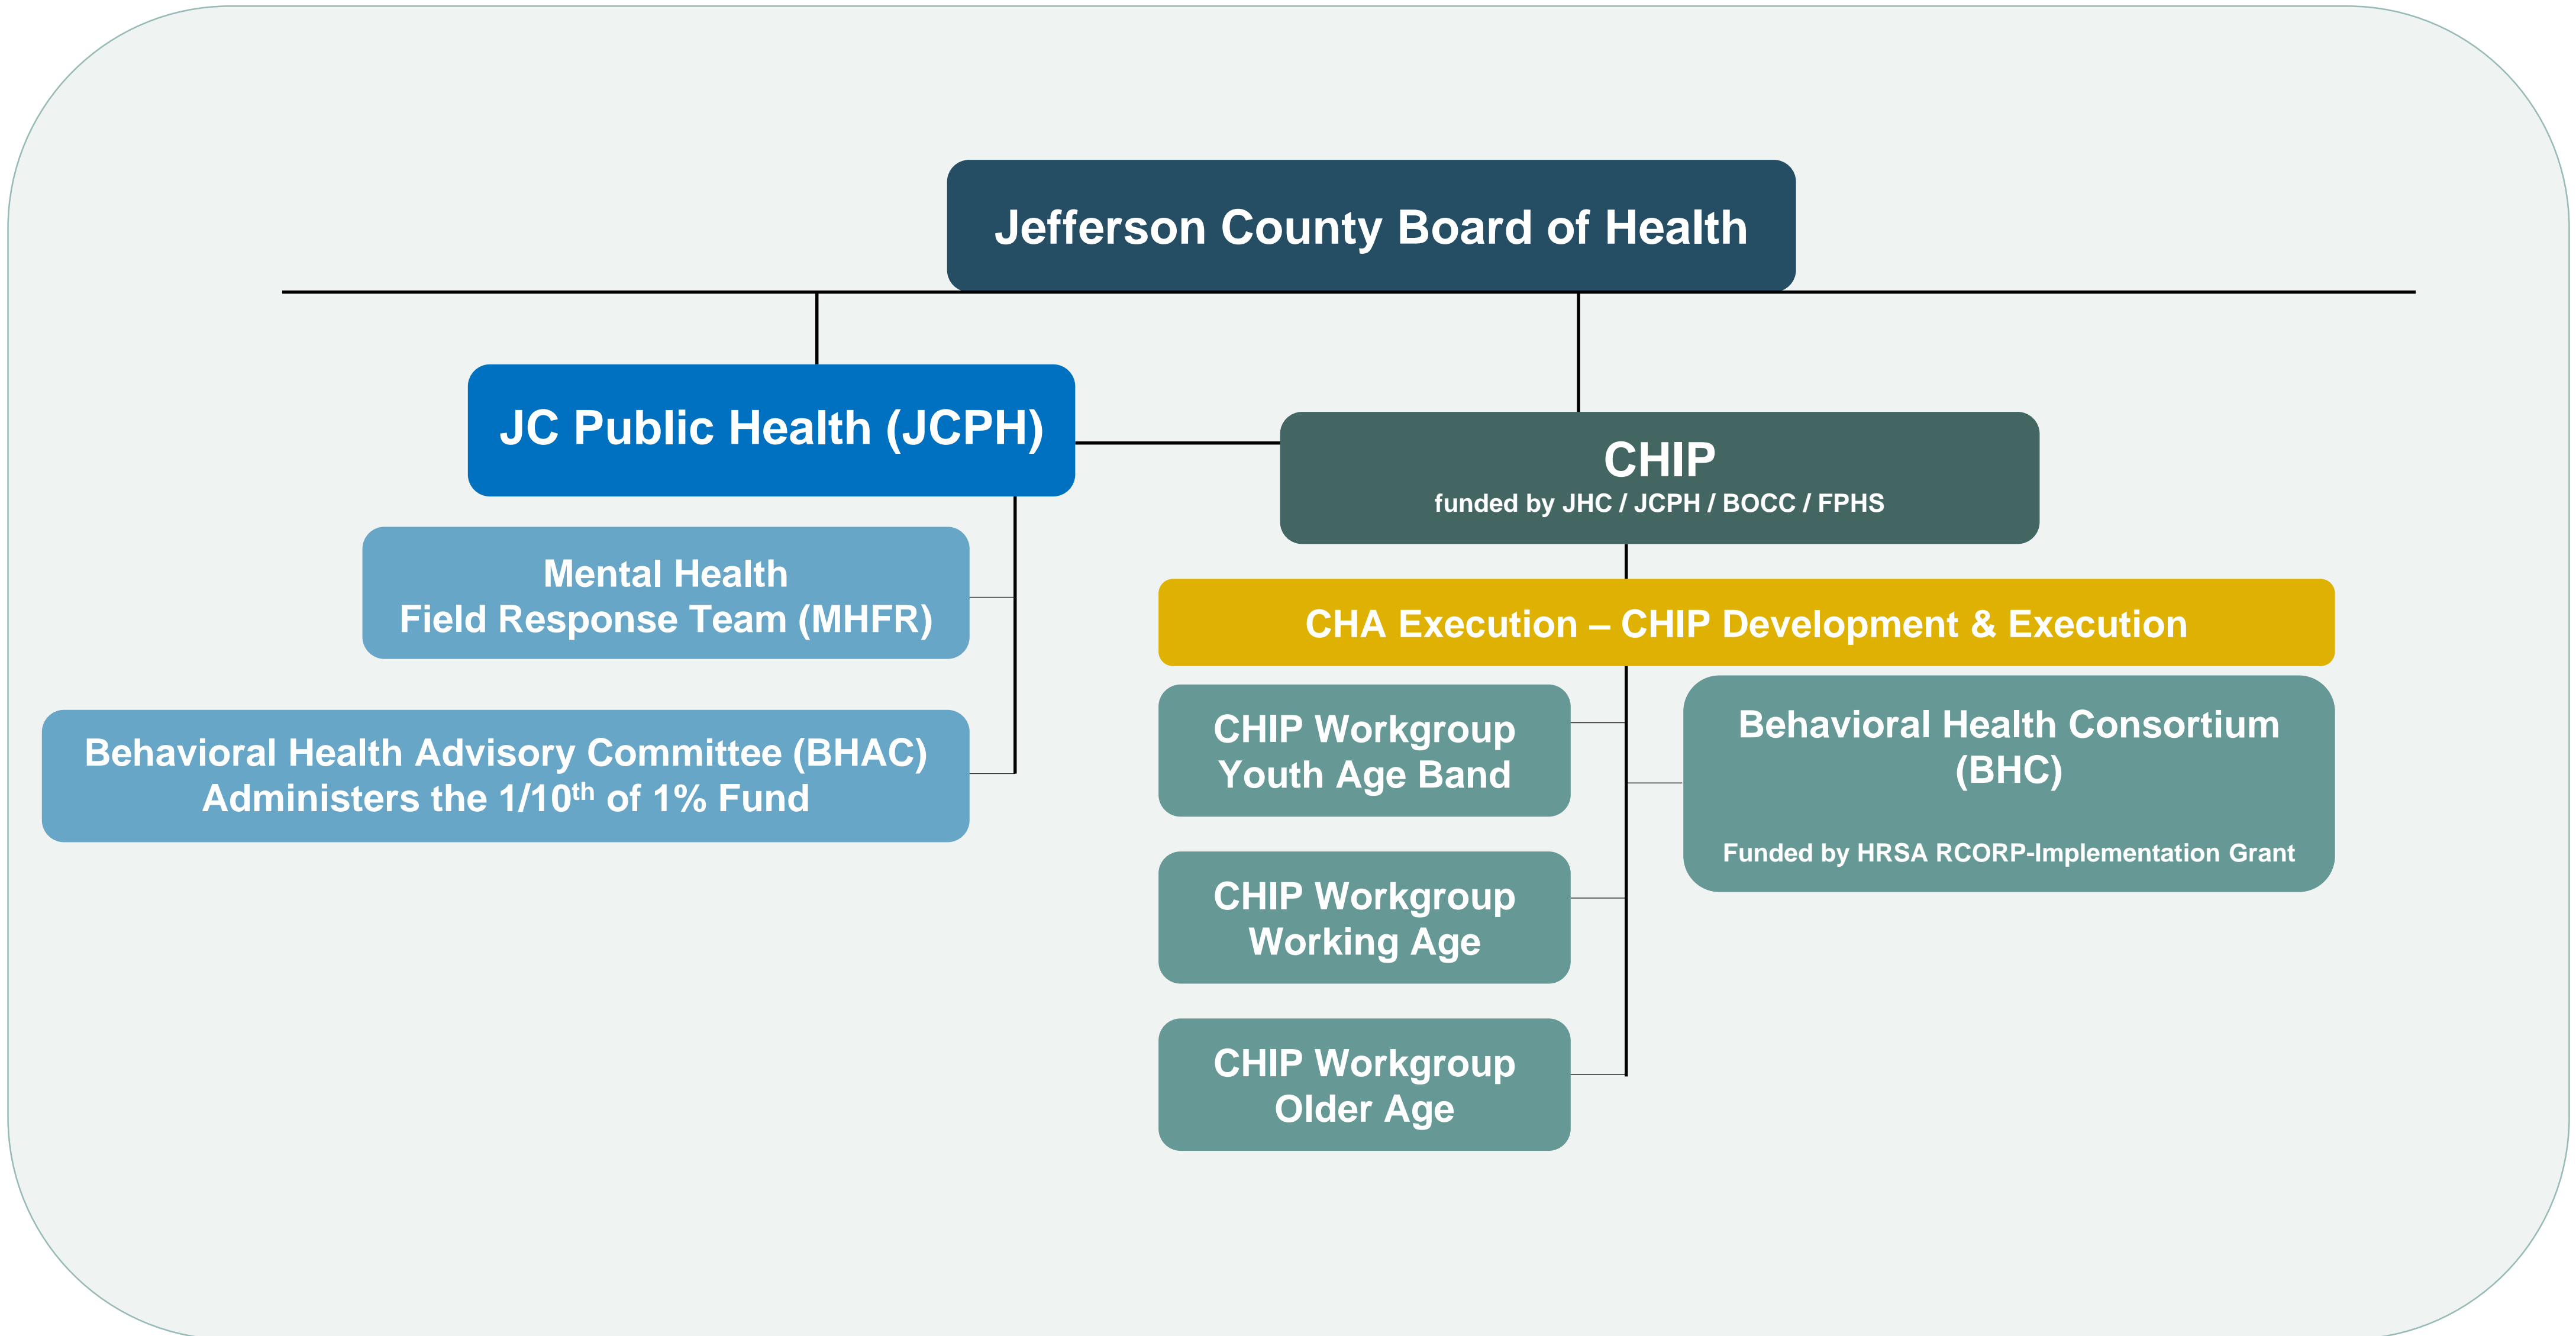 Jefferson County Board of Health
JC Public Health (JCPH)
CHIP
funded by JHC / JCPH / BOCC / FPHS
Mental Health
Field Response Team (MHFR)
Behavioral Health Advisory Committee (BHAC)
Administers the 1/10th of 1% Fund
CHA Execution – CHIP Development & Execution
CHIP Workgroup
Youth Age Band
Behavioral Health Consortium
(BHC)
Funded by HRSA RCORP-Implementation Grant
CHIP Workgroup
Working Age
CHIP Workgroup
Older Age